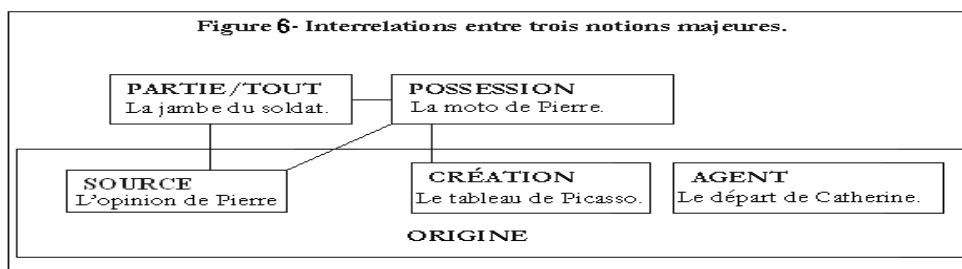 Figure 6- Interrelations entre trois notions majeures.
PARTIE/TOUT
La jambe du soldat.
POSSESSION
La moto de Pierre.
SOURCE
L'opinion de Pierre
CRÉATION
Le tableau de Picasso.
AGENT
Le départ de Catherine.
ORIGINE